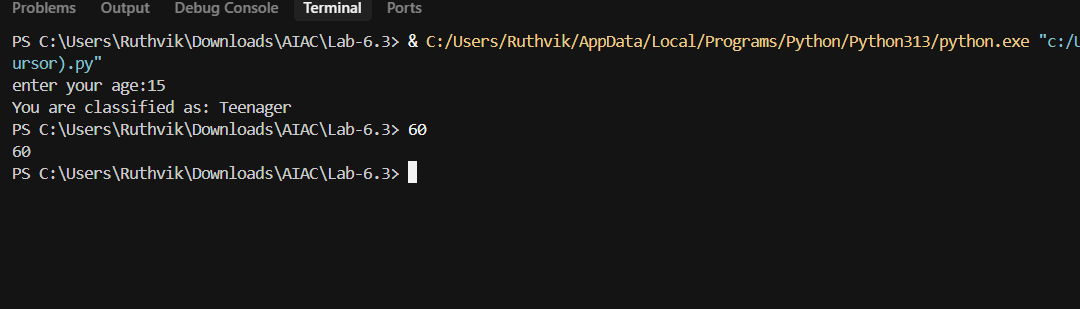 Problems Output Debug Console Terminal Ports
PS C:\Users\Ruthvik\Downloads\AIAC\Lab-6.3> & C:/Users/Ruthvik/AppData/Local/Programs/Python/Python313/python.exe "c:/U
ursor).py"
enter your age:15
You are classified as: Teenager
PS C:\Users\Ruthvik\Downloads\AIAC\Lab-6.3> 60
60
PS C:\Users\Ruthvik\Downloads\AIAC\Lab-6.3>